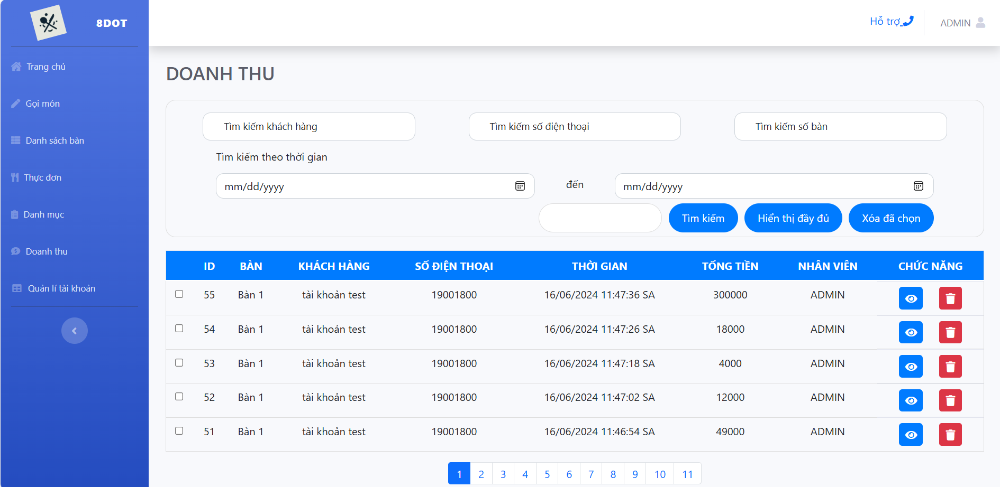 8DOT
Hỗ trợ
ADMIN
Trang chủ
Gọi món
Danh sách bàn
Thực đơn
Danh mục
Doanh thu
Quản lí tài khoản
DOANH THU
Tìm kiếm khách hàng
Tìm kiếm số điện thoại
Tìm kiếm số bàn
Tìm kiếm theo thời gian
mm/dd/yyyy đến mm/dd/yyyy
Tìm kiếm Hiển thị đầy đủ Xóa đã chọn
ID BÀN KHÁCH HÀNG SỐ ĐIỆN THOẠI THỜI GIAN TỔNG TIỀN NHÂN VIÊN CHỨC NĂNG
55 Bàn 1 tài khoản test 19001800 16/06/2024 11:47:36 SA 300000 ADMIN
54 Bàn 1 tài khoản test 19001800 16/06/2024 11:47:26 SA 18000 ADMIN
53 Bàn 1 tài khoản test 19001800 16/06/2024 11:47:18 SA 4000 ADMIN
52 Bàn 1 tài khoản test 19001800 16/06/2024 11:47:02 SA 12000 ADMIN
51 Bàn 1 tài khoản test 19001800 16/06/2024 11:46:54 SA 49000 ADMIN
1 2 3 4 5 6 7 8 9 10 11